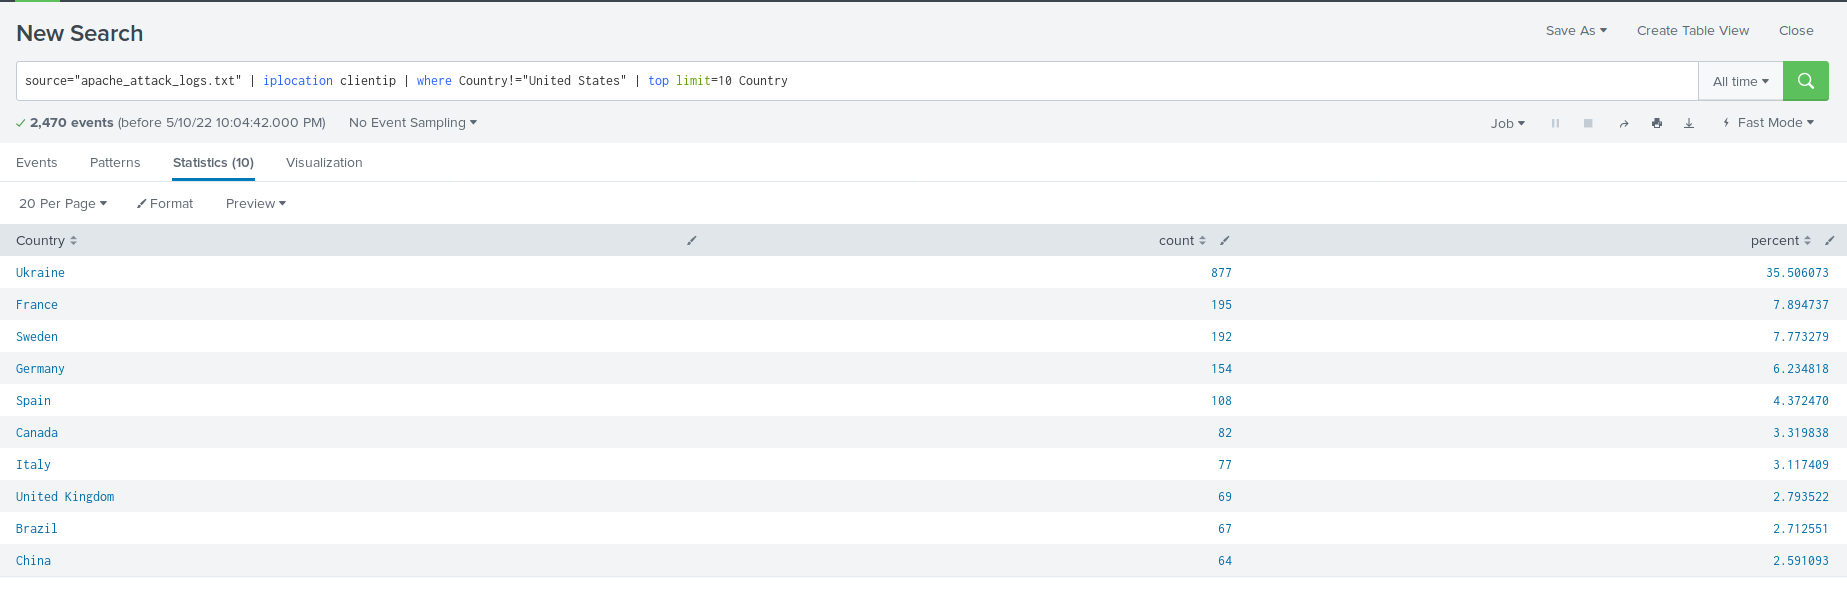 New Search
Save As Create Table View Close
source="apache_attack_logs.txt" | iplocation clientip | where Country!="United States" | top limit=10 Country
All time
2,470 events (before 5/10/22 10:04:42.000 PM) No Event Sampling
Job Fast Mode
Events Patterns Statistics (10) Visualization
20 Per Page Format Preview
Country count percent
Ukraine 877 35.506073
France 195 7.894737
Sweden 192 7.773279
Germany 154 6.234818
Spain 108 4.372470
Canada 82 3.319838
Italy 77 3.117409
United Kingdom 69 2.793522
Brazil 67 2.712551
China 64 2.591093